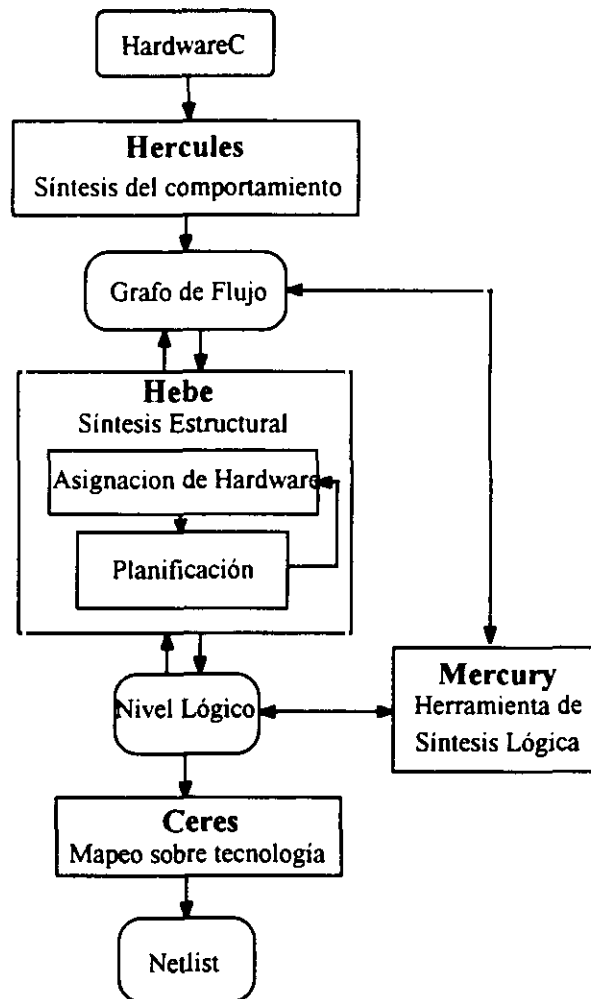 HardwareC
Hercules
Síntesis del comportamiento
Grafo de Flujo
Hebe
Síntesis Estructural
Asignacion de Hardware
Planificación
Nivel Lógico
Mercury
Herramienta de
Síntesis Lógica
Ceres
Mapeo sobre tecnología
Netlist